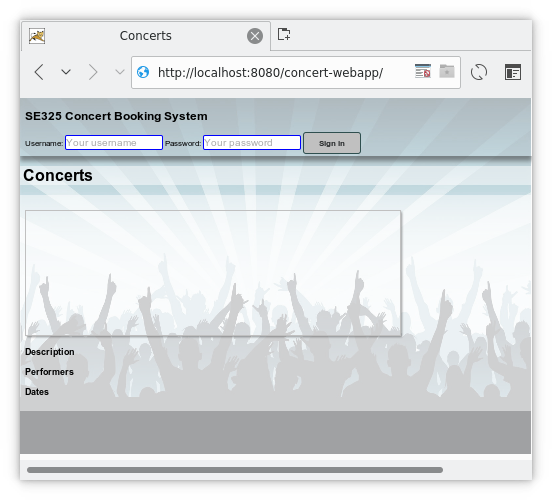 Concerts
http://localhost:8080/concert-webapp/
SE325 Concert Booking System
Username: Your username Password: Your password Sign in
Concerts
Description
Performers
Dates